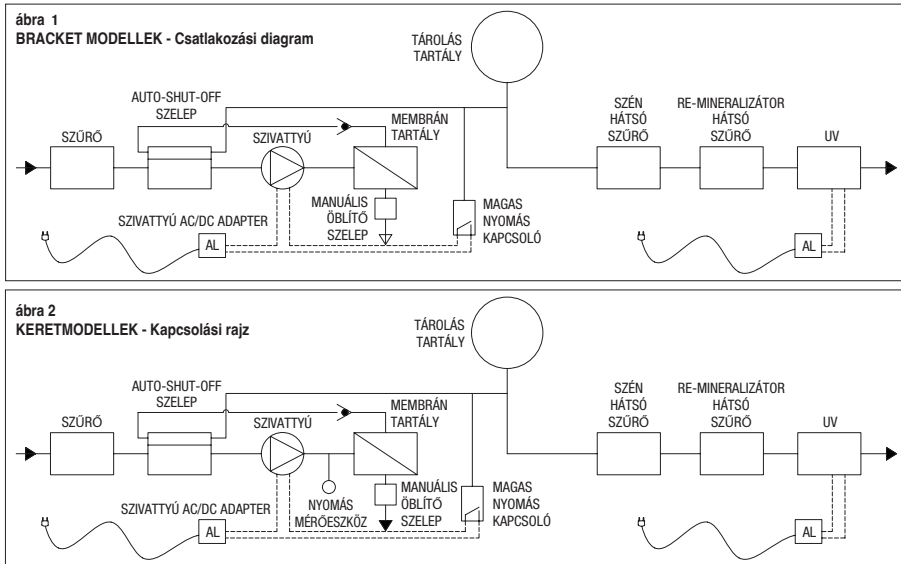 ábra 1
BRACKET MODELLEK - Csatlakozási diagram
TÁROLÁS
TARTÁLY
AUTO-SHUT-OFF
SZELEP
SZŰRŐ
SZIVATTYÚ
MEMBRÁN
TARTÁLY
SZÉN
HÁTSÓ
SZŰRŐ
RE-MINERALIZÁTOR
HÁTSÓ
SZŰRŐ
UV
MANUÁLIS
ÖBLÍTŐ
SZELEP
MAGAS
NYOMÁS
KAPCSOLÓ
SZIVATTYÚ AC/DC ADAPTER
AL
AL
ábra 2
KERETMODELLEK - Kapcsolási rajz
TÁROLÁS
TARTÁLY
AUTO-SHUT-OFF
SZELEP
SZŰRŐ
SZIVATTYÚ
MEMBRÁN
TARTÁLY
SZÉN
HÁTSÓ
SZŰRŐ
RE-MINERALIZÁTOR
HÁTSÓ
SZŰRŐ
UV
NYOMÁS
MÉRŐESZKÖZ
MANUÁLIS
ÖBLÍTŐ
SZELEP
MAGAS
NYOMÁS
KAPCSOLÓ
SZIVATTYÚ AC/DC ADAPTER
AL
AL